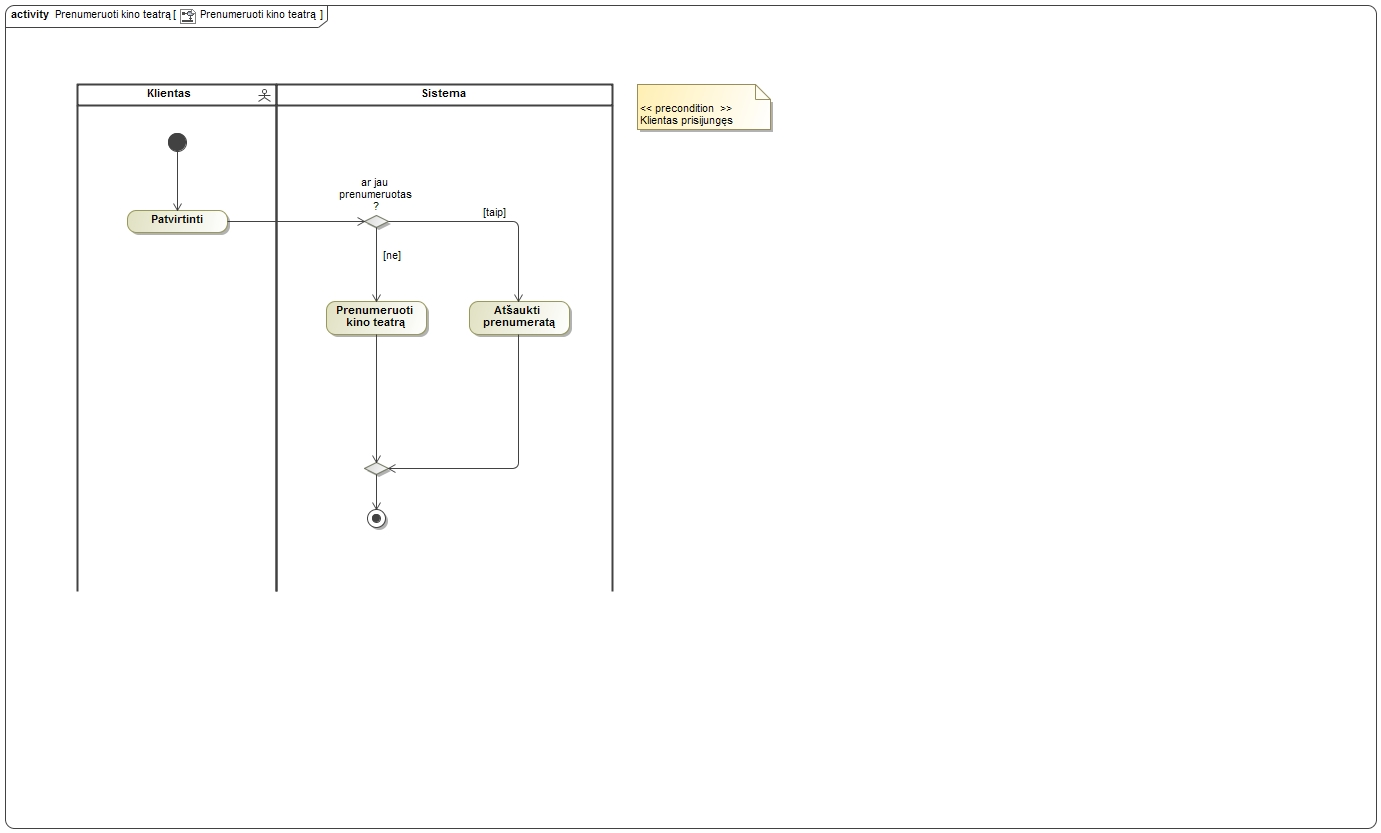 activity Prenumeruoti kino teatrą [ Prenumeruoti kino teatrą ]
Klientas
Sistema
<< precondition >>
Klientas prisijungęs
ar jau
prenumeruotas
?
[taip]
Patvirtinti
[ne]
Prenumeruoti
kino teatrą
Atšaukti
prenumeratą